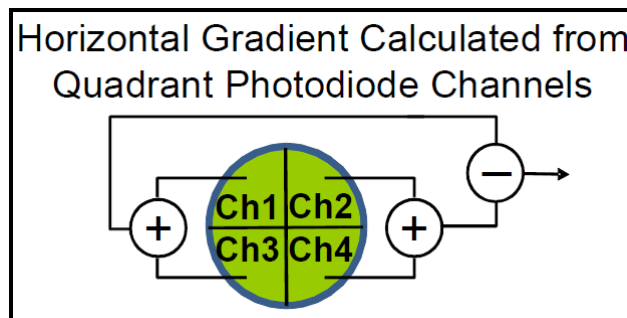 Horizontal Gradient Calculated from
Quadrant Photodiode Channels
Ch1 Ch2
+ + −
Ch3 Ch4